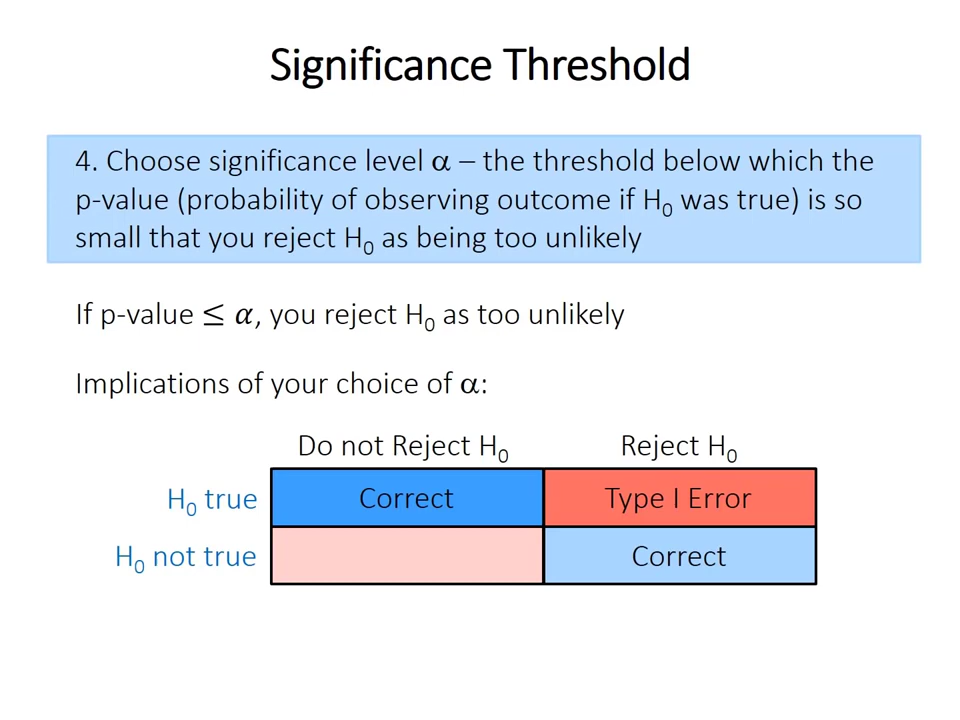 Significance Threshold
4. Choose significance level α – the threshold below which the
p-value (probability of observing outcome if H₀ was true) is so
small that you reject H₀ as being too unlikely
If p-value ≤ α, you reject H₀ as too unlikely
Implications of your choice of α:
Do not Reject H₀ Reject H₀
H₀ true Correct Type I Error
H₀ not true Correct